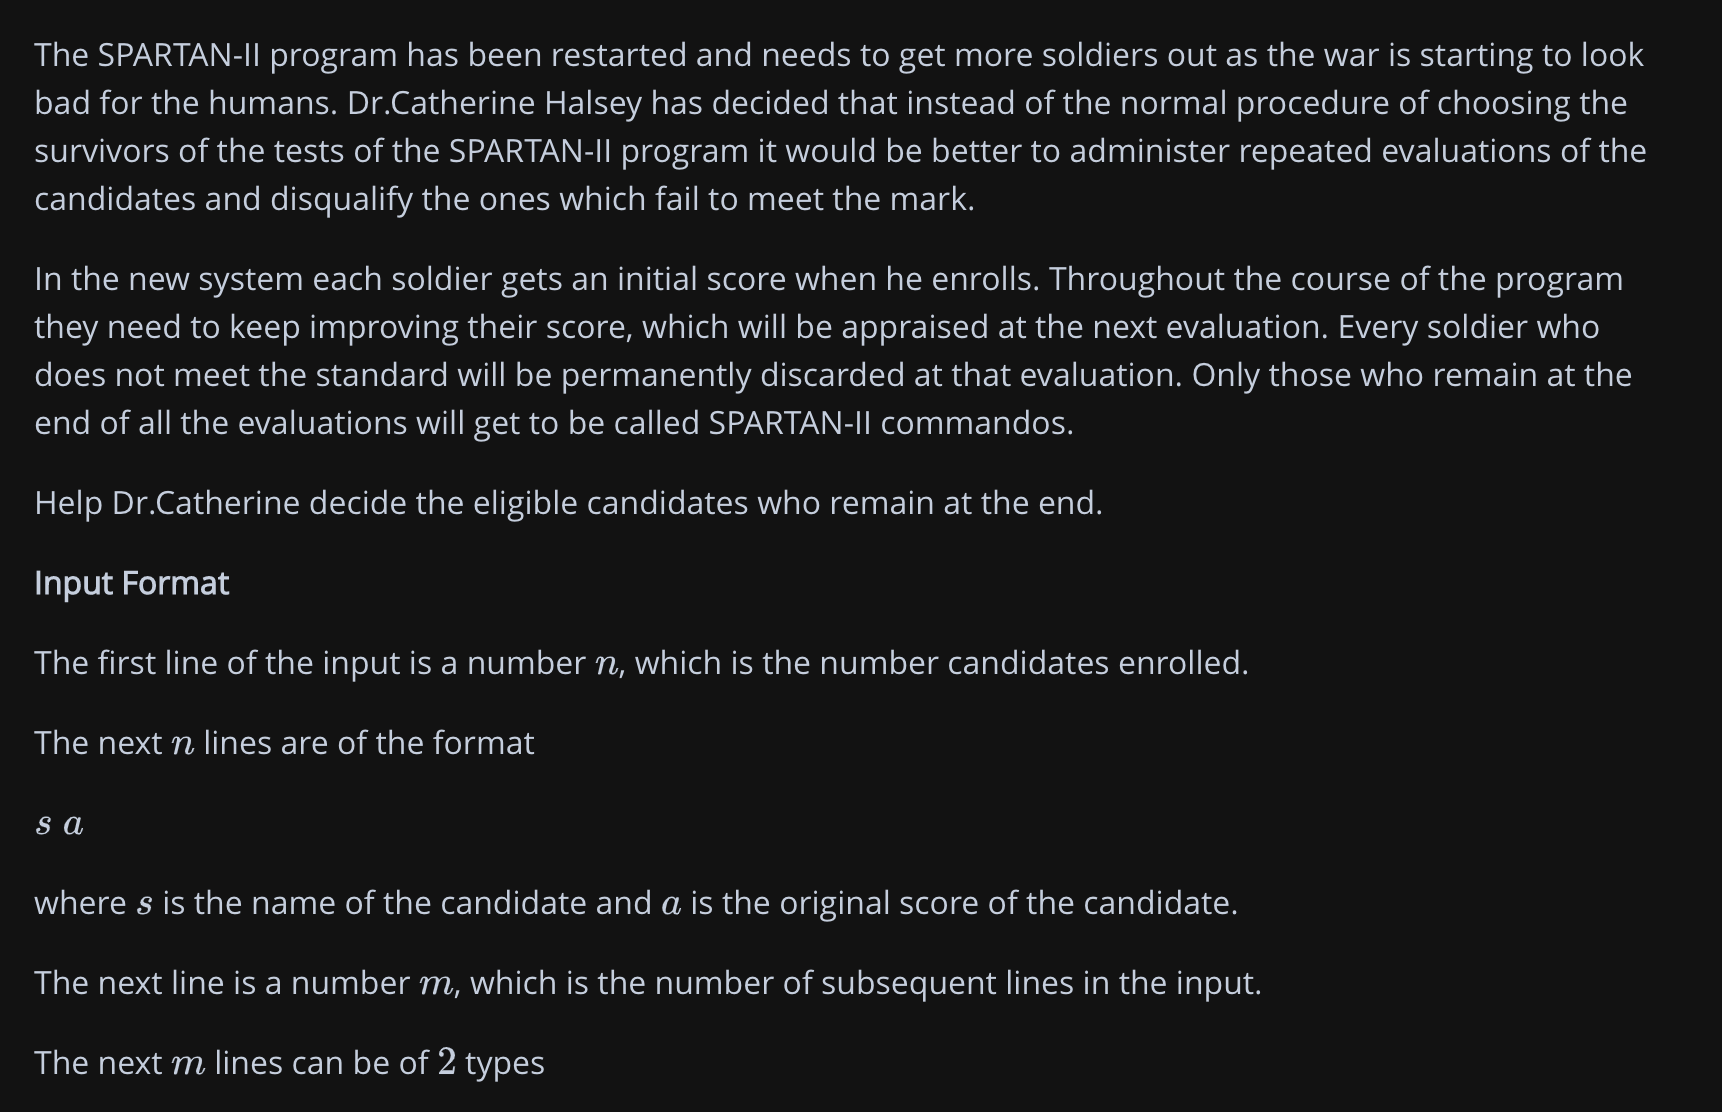 The SPARTAN-II program has been restarted and needs to get more soldiers out as the war is starting to look
bad for the humans. Dr.Catherine Halsey has decided that instead of the normal procedure of choosing the
survivors of the tests of the SPARTAN-II program it would be better to administer repeated evaluations of the
candidates and disqualify the ones which fail to meet the mark.
In the new system each soldier gets an initial score when he enrolls. Throughout the course of the program
they need to keep improving their score, which will be appraised at the next evaluation. Every soldier who
does not meet the standard will be permanently discarded at that evaluation. Only those who remain at the
end of all the evaluations will get to be called SPARTAN-II commandos.
Help Dr.Catherine decide the eligible candidates who remain at the end.
Input Format
The first line of the input is a number n, which is the number candidates enrolled.
The next n lines are of the format
s a
where s is the name of the candidate and a is the original score of the candidate.
The next line is a number m, which is the number of subsequent lines in the input.
The next m lines can be of 2 types